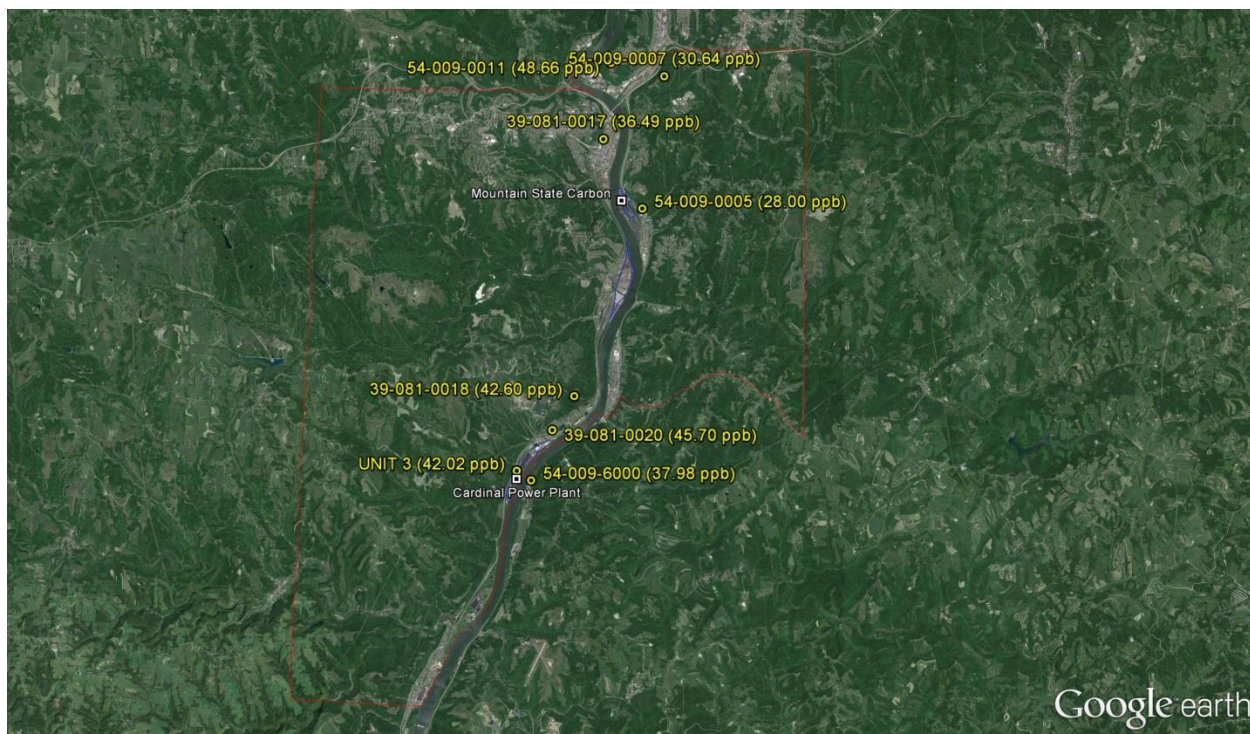 54-009-0007 (30.64 ppb)
54-009-0011 (48.66 ppb)
39-081-0017 (36.49 ppb)
Mountain State Carbon
54-009-0005 (28.00 ppb)
39-081-0018 (42.60 ppb)
39-081-0020 (45.70 ppb)
UNIT 3 (42.02 ppb)
54-009-6000 (37.98 ppb)
Cardinal Power Plant
Google earth